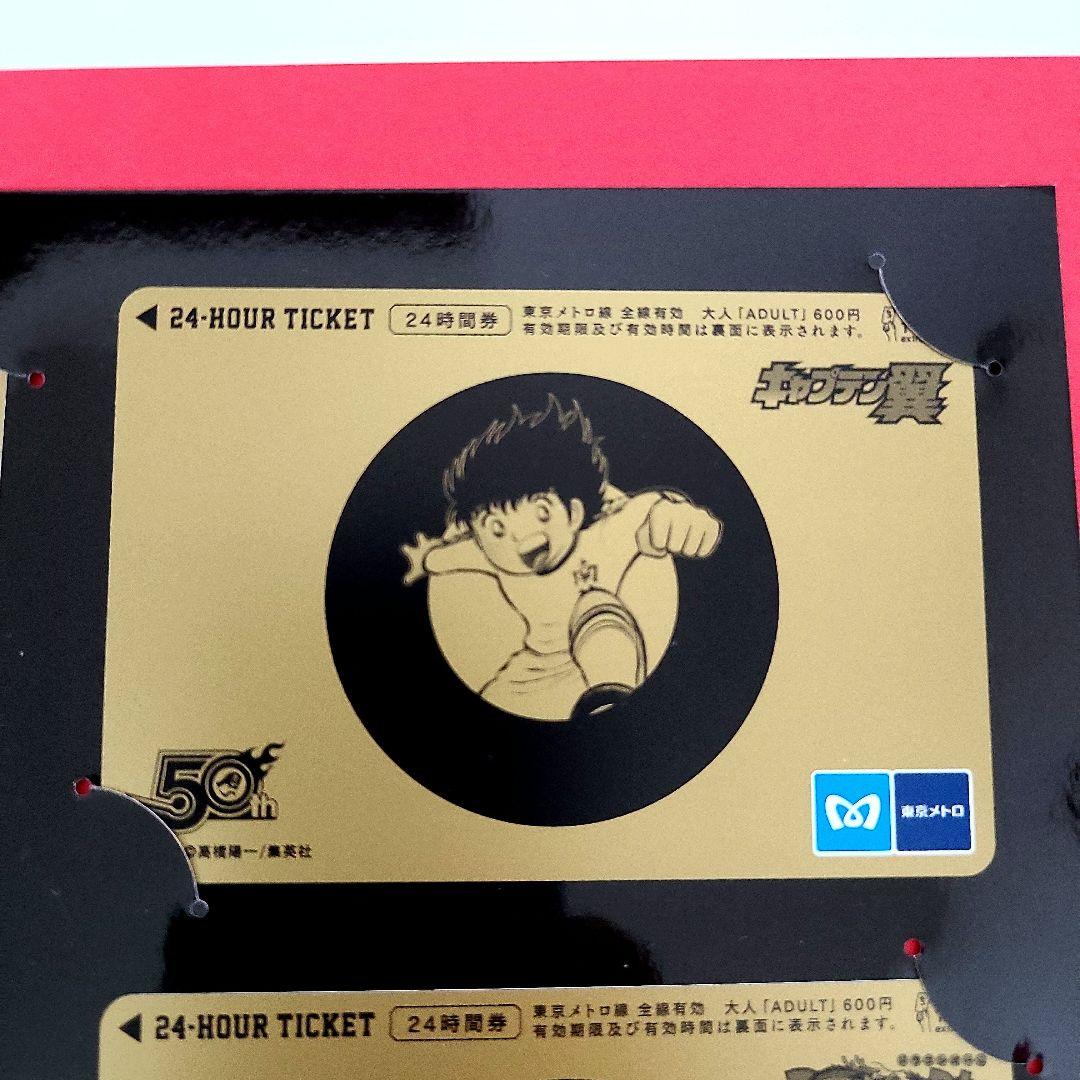 24-HOUR TICKET 24時間券 東京メトロ線 全線有効 大人「ADULT」600円
有効期限及び有効時間は裏面に表示されます。
キャプテン翼
南
50th
©高橋陽一/集英社
東京メトロ
24-HOUR TICKET 24時間券 東京メトロ線 全線有効 大人「ADULT」600円
有効期限及び有効時間は裏面に表示されます。